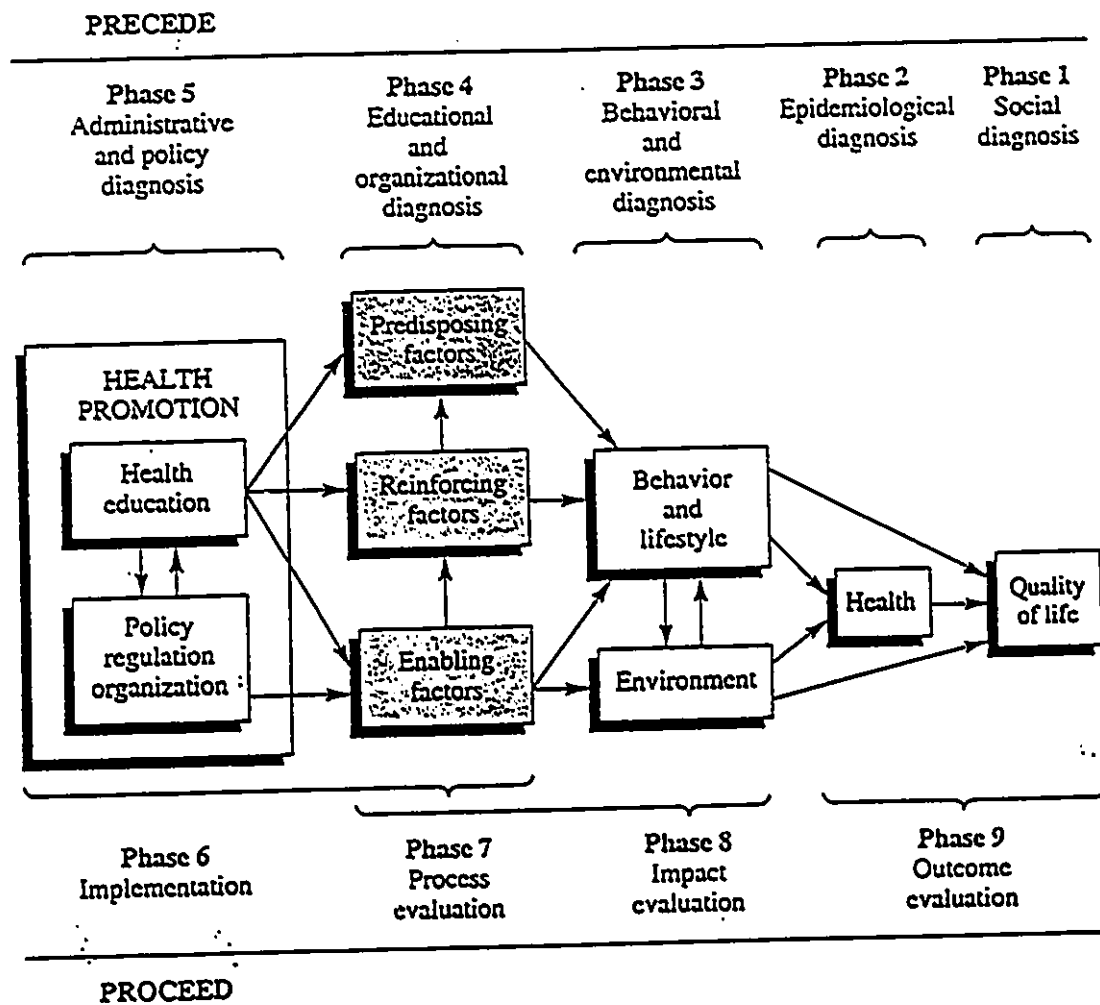 PRECEDE
Phase 5
Administrative
and policy
diagnosis
Phase 4
Educational
and
organizational
diagnosis
Phase 3
Behavioral
and
environmental
diagnosis
Phase 2
Epidemiological
diagnosis
Phase 1
Social
diagnosis
HEALTH
PROMOTION
Health
education
Policy
regulation
organization
Predisposing
factors
Reinforcing
factors
Enabling
factors
Behavior
and
lifestyle
Environment
Health
Quality
of life
Phase 6
Implementation
Phase 7
Process
evaluation
Phase 8
Impact
evaluation
Phase 9
Outcome
evaluation
PROCEED